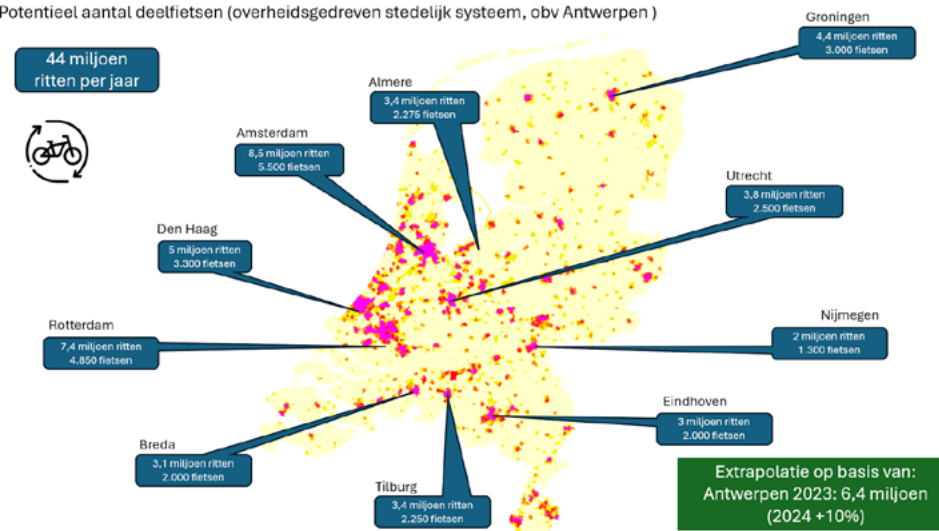 Potentieel aantal deelfietsen (overheidsgedreven stedelijk systeem, obv Antwerpen )
44 miljoen
ritten per jaar
Groningen
4,4 miljoen ritten
3.000 fietsen
Almere
3,4 miljoen ritten
2.275 fietsen
Amsterdam
8,5 miljoen ritten
5.500 fietsen
Utrecht
3,8 miljoen ritten
2.500 fietsen
Den Haag
5 miljoen ritten
3.300 fietsen
Rotterdam
7,4 miljoen ritten
4.850 fietsen
Nijmegen
2 miljoen ritten
1.300 fietsen
Eindhoven
3 miljoen ritten
2.000 fietsen
Breda
3,1 miljoen ritten
2.000 fietsen
Tilburg
3,4 miljoen ritten
2.250 fietsen
Extrapolatie op basis van:
Antwerpen 2023: 6,4 miljoen
(2024 +10%)